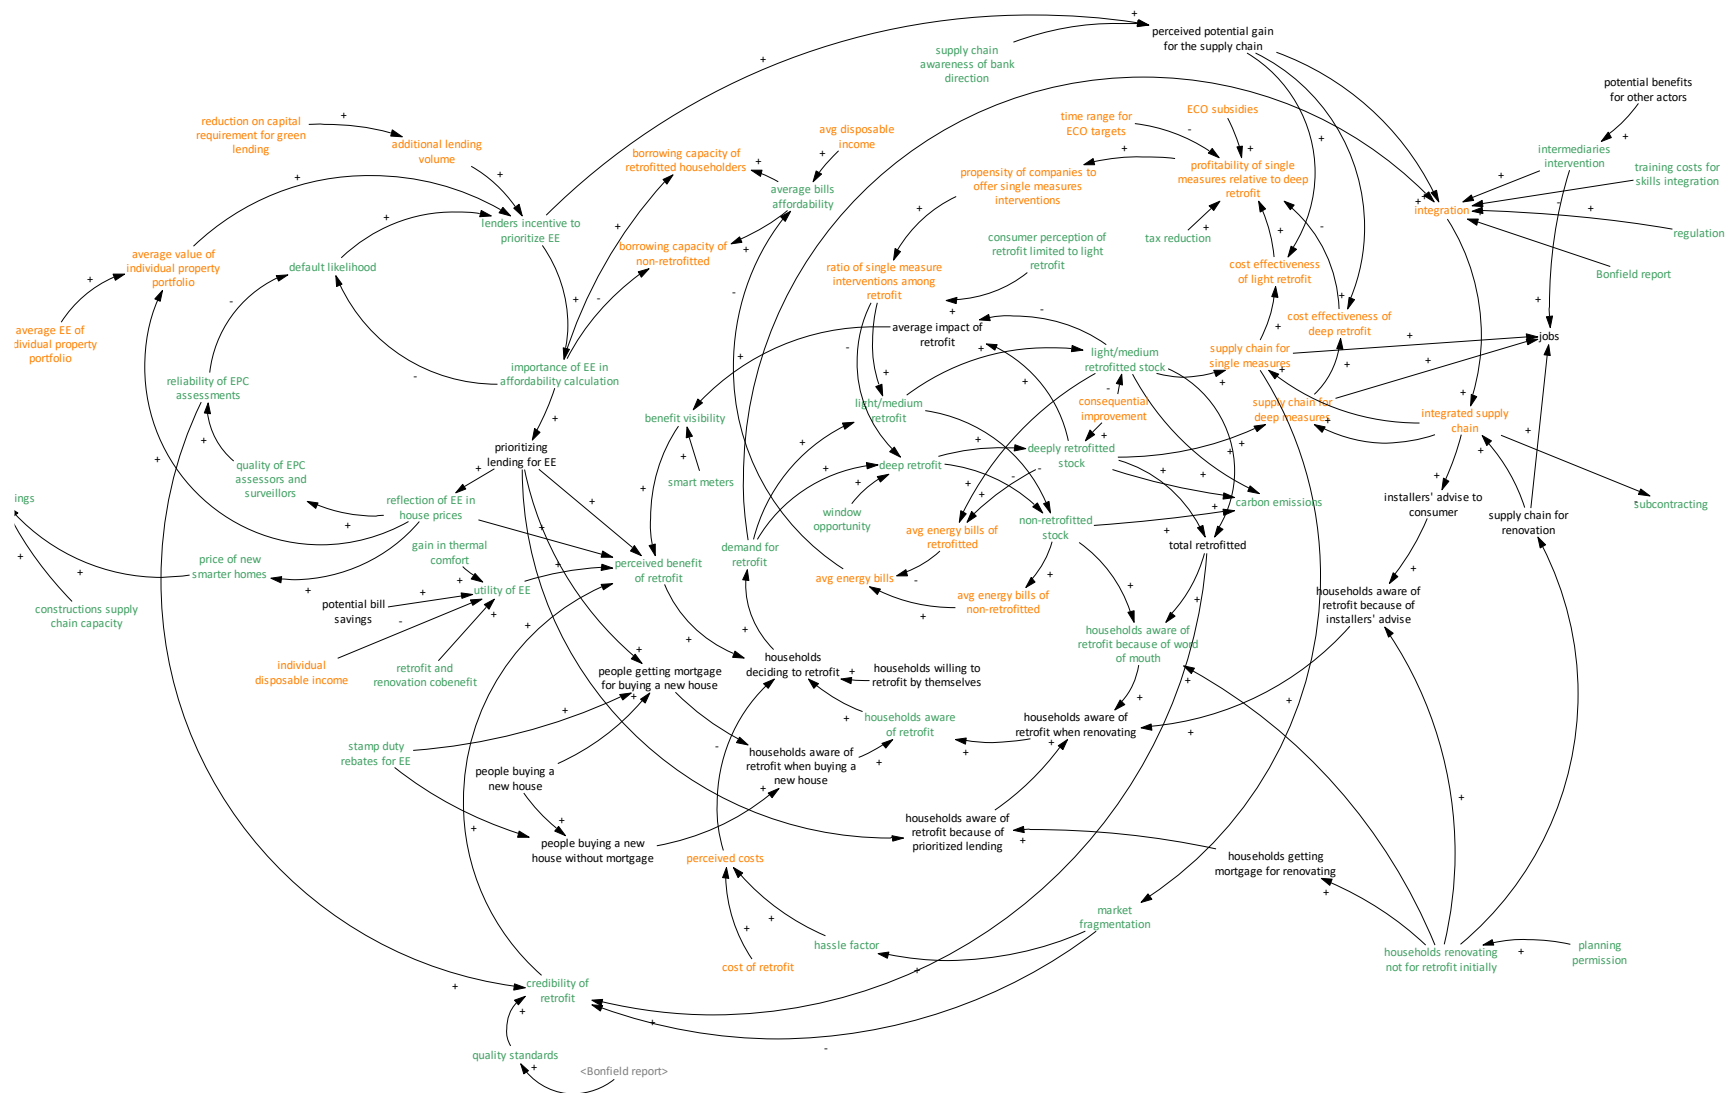 perceived potential gain
for the supply chain
supply chain
awareness of bank
direction
potential benefits
for other actors
reduction on capital
requirement for green
lending
additional lending
volume
borrowing capacity of
retrofitted householders
avg disposable
income
time range for
ECO targets
ECO subsidies
intermediaries
intervention
training costs for
skills integration
profitability of single
measures relative to deep
retrofit
propensity of companies to
offer single measures
interventions
average bills
affordability
integration
lenders incentive to
prioritize EE
borrowing capacity of
non-retrofitted
consumer perception of
retrofit limited to light
retrofit
tax reduction
regulation
average value of
individual property
portfolio
default likelihood
ratio of single measure
interventions among
retrofit
cost effectiveness
of light retrofit
Bonfield report
average EE of
dividual property
portfolio
average impact of
retrofit
cost effectiveness of
deep retrofit
jobs
light/medium
retrofitted stock
supply chain for
single measures
importance of EE in
affordability calculation
reliability of EPC
assessments
benefit visibility
light/medium
retrofit
consequential
improvement
supply chain for
deep measures
integrated supply
chain
prioritizing
lending for EE
deep retrofit
deeply retrofitted
stock
quality of EPC
assessors and
surveillors
smart meters
ings
reflection of EE in
house prices
window
opportunity
carbon emissions
installers' advise to
consumer
subcontracting
supply chain for
renovation
avg energy bills of
retrofitted
non-retrofitted
stock
total retrofitted
gain in thermal
comfort
demand for
retrofit
price of new
smarter homes
perceived benefit
of retrofit
utility of EE
avg energy bills
avg energy bills of
non-retrofitted
households aware of
retrofit because of
installers' advise
potential bill
savings
constructions supply
chain capacity
individual
disposable income
retrofit and
renovation cobenefit
people getting mortgage
for buying a new house
households
deciding to retrofit
households willing to
retrofit by themselves
households aware of
retrofit because of word
of mouth
households aware
of retrofit
households aware of
retrofit when renovating
stamp duty
rebates for EE
people buying a
new house
households aware of
retrofit when buying a
new house
people buying a new
house without mortgage
perceived costs
households aware of
retrofit because of
prioritized lending
households getting
mortgage for renovating
market
fragmentation
hassle factor
cost of retrofit
households renovating
not for retrofit initially
planning
permission
credibility of
retrofit
quality standards
<Bonfield report>